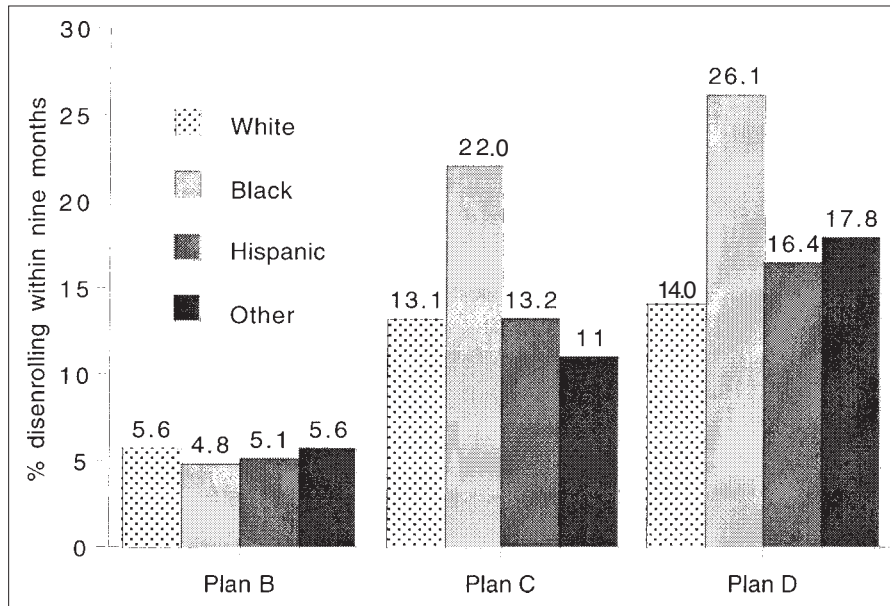 % disenrolling within nine months
30
25
20
15
10
5
0
White
Black
Hispanic
Other
5.6
4.8
5.1
5.6
13.1
22.0
13.2
11
14.0
26.1
16.4
17.8
Plan B
Plan C
Plan D